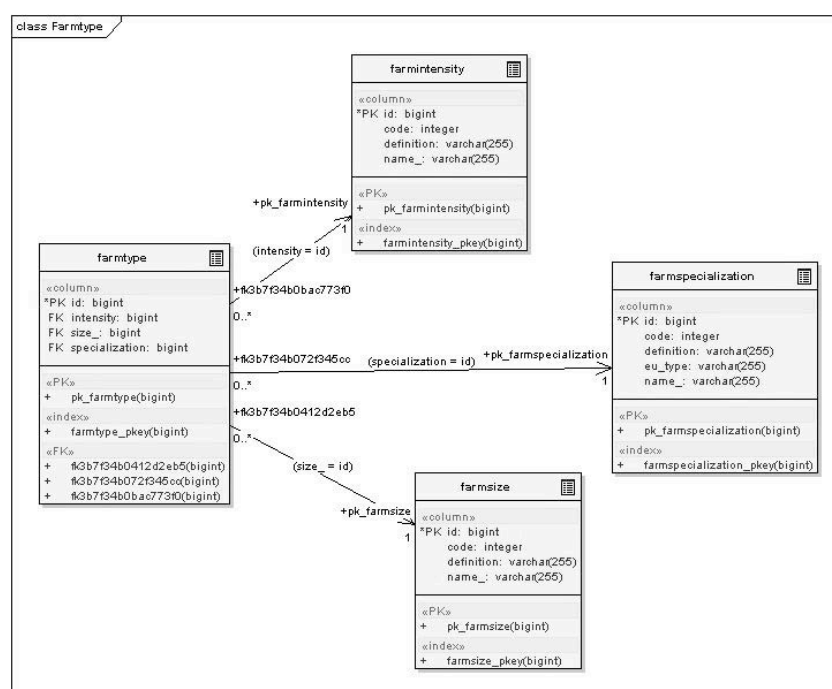 class Farmtype
farmintensity
«column»
*PK id: bigint
code: integer
definition: varchar(255)
name_: varchar(255)
«PK»
+ pk_farmintensity(bigint)
«index»
+ farmintensity_pkey(bigint)
+pk_farmintensity
1
(intensity = id)
+fk3b7f34b0bac773f0
0..*
farmtype
«column»
*PK id: bigint
FK intensity: bigint
FK size_: bigint
FK specialization: bigint
«PK»
+ pk_farmtype(bigint)
«index»
+ farmtype_pkey(bigint)
«FK»
+ fk3b7f34b0412d2eb5(bigint)
+ fk3b7f34b072f345cc(bigint)
+ fk3b7f34b0bac773f0(bigint)
+fk3b7f34b072f345cc
0..*
(specialization = id)
+pk_farmspecialization
1
farmspecialization
«column»
*PK id: bigint
code: integer
definition: varchar(255)
eu_type: varchar(255)
name_: varchar(255)
«PK»
+ pk_farmspecialization(bigint)
«index»
+ farmspecialization_pkey(bigint)
+fk3b7f34b0412d2eb5
0..*
(size_ = id)
+pk_farmsize
1
farmsize
«column»
*PK id: bigint
code: integer
definition: varchar(255)
name_: varchar(255)
«PK»
+ pk_farmsize(bigint)
«index»
+ farmsize_pkey(bigint)